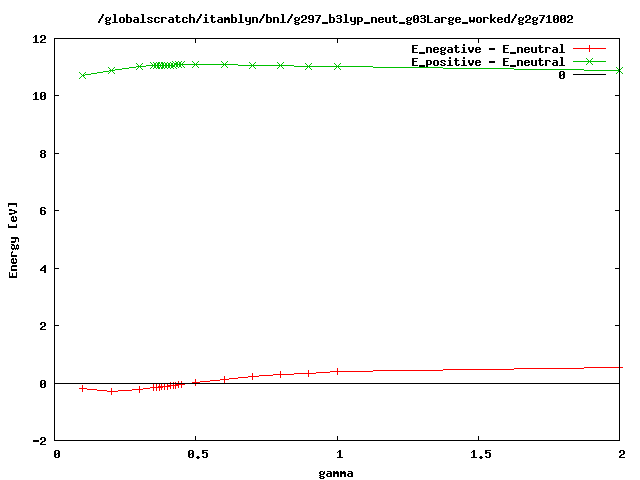 /globalscratch/itamblyn/bnl/g297_b3lyp_neut_g03Large_worked/g2g71002
E_negative - E_neutral
E_positive - E_neutral
0
12
10
8
6
4
2
0
-2
Energy [eV]
0 0.5 1 1.5 2
gamma